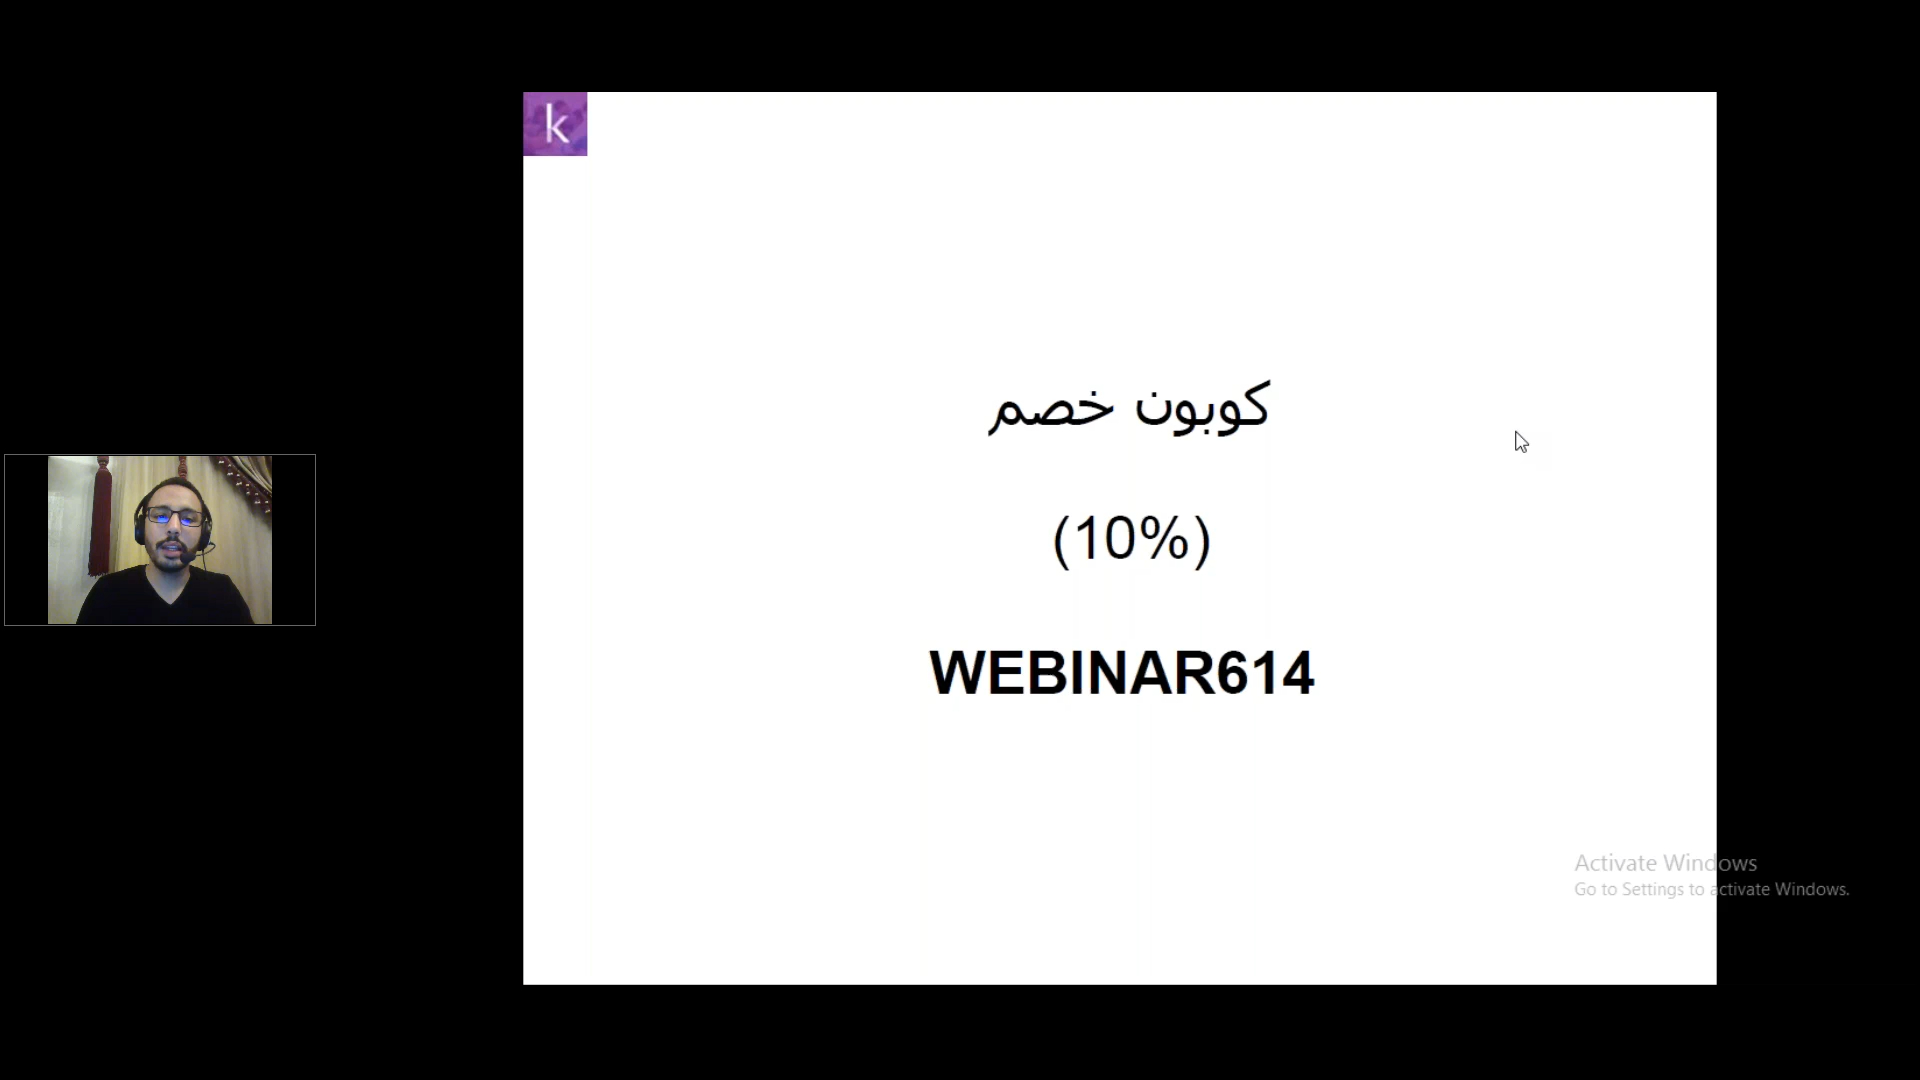 k
كوبون خصم
(10%)
WEBINAR614
Activate Windows
Go to Settings to activate Windows.